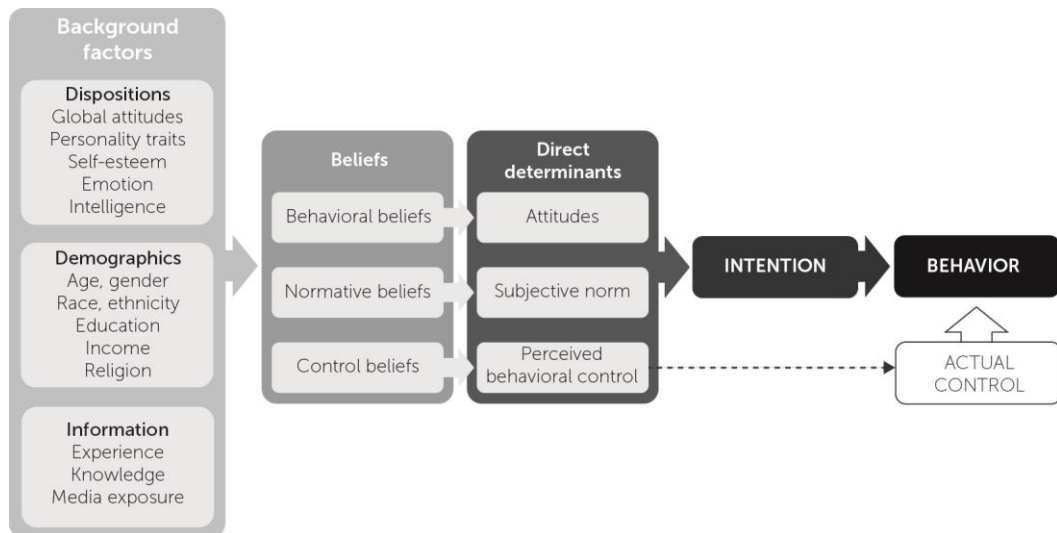 Background
factors
Dispositions
Global attitudes
Personality traits
Self-esteem
Emotion
Intelligence
Demographics
Age, gender
Race, ethnicity
Education
Income
Religion
Information
Experience
Knowledge
Media exposure
Beliefs
Behavioral beliefs
Normative beliefs
Control beliefs
Direct
determinants
Attitudes
Subjective norm
Perceived
behavioral control
INTENTION
BEHAVIOR
ACTUAL
CONTROL